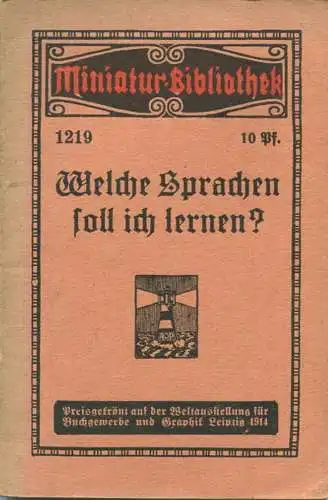 Miniatur-Bibliothek
1219 10 Pf.
Welche Sprachen
soll ich lernen?
Preisgekrönt auf der Weltausstellung für
Buchgewerbe und Graphik Leipzig 1914